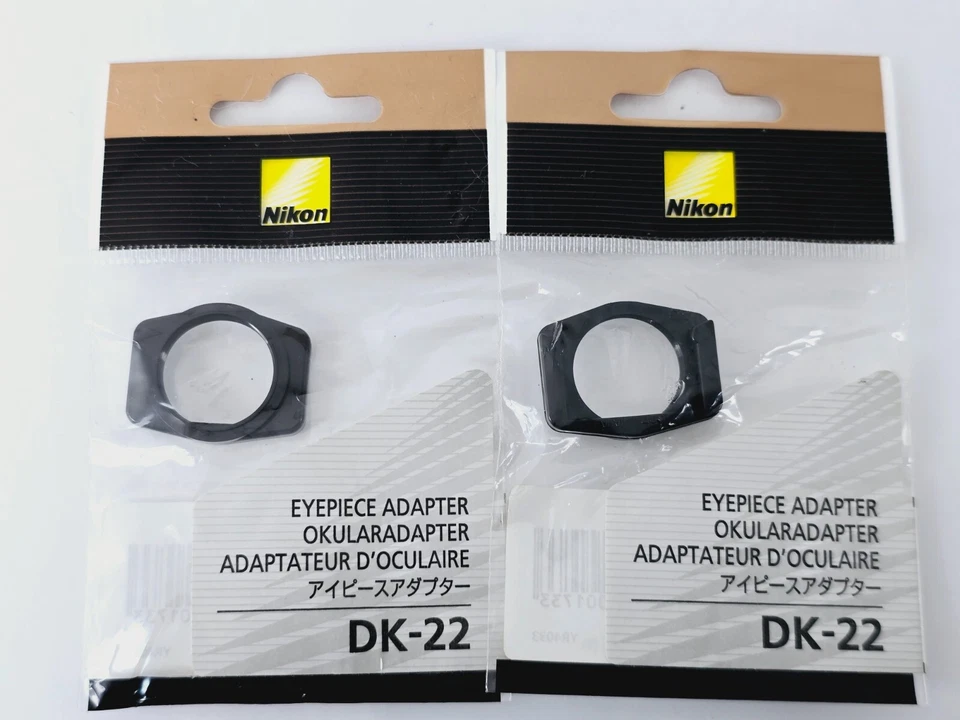 Nikon
EYEPIECE ADAPTER
OKULARADAPTER
ADAPTATEUR D'OCULAIRE
アイピースアダプター
DK-22
Nikon
EYEPIECE ADAPTER
OKULARADAPTER
ADAPTATEUR D'OCULAIRE
アイピースアダプター
DK-22